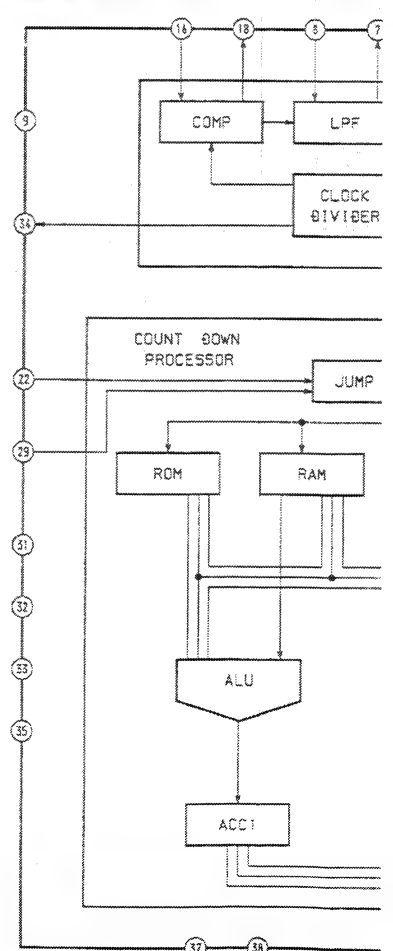 16 18 8 7
9
COMP LPF
CLOCK
DIVIDER
34
COUNT DOWN
PROCESSOR
22
JUMP
29
ROM RAM
31
32
33
ALU
35
ACC1
37 38